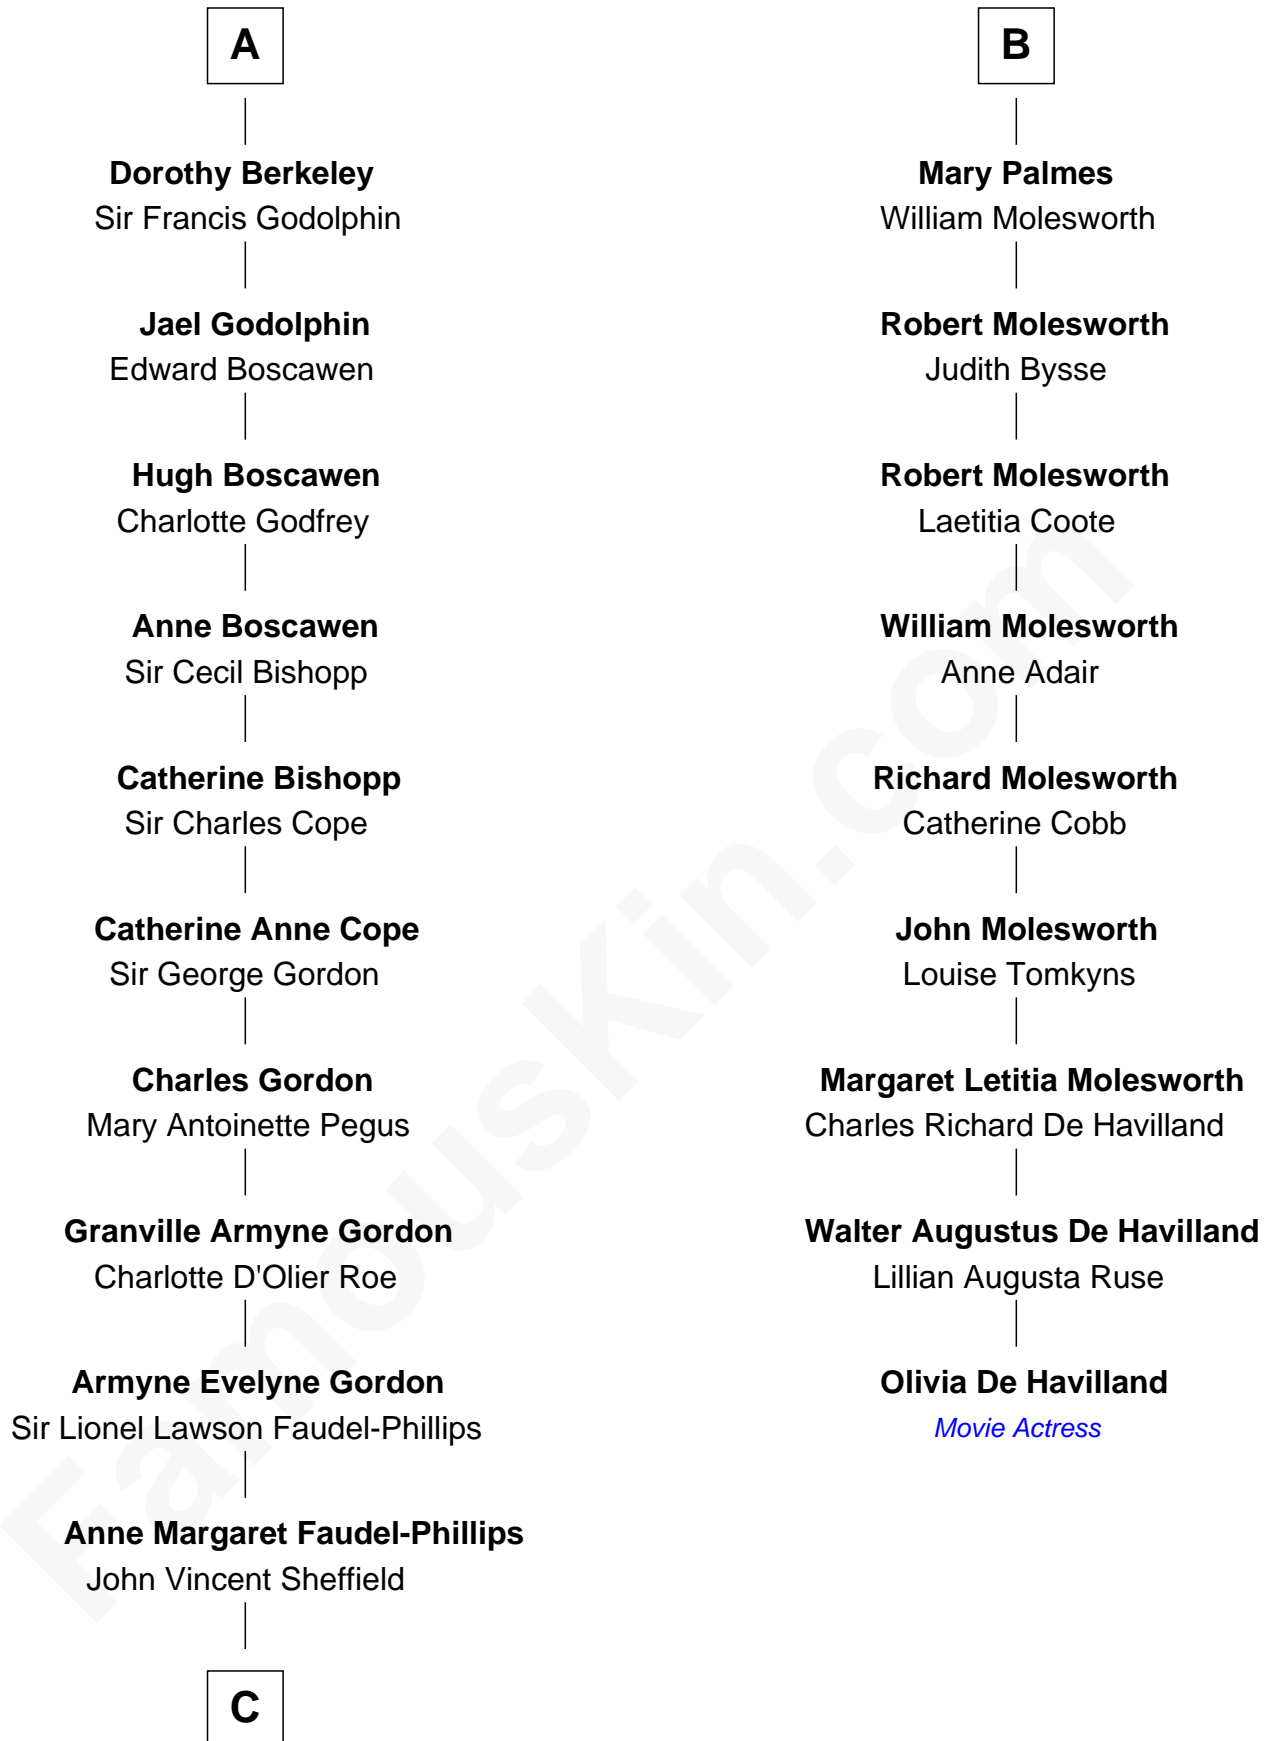 A
Dorothy Berkeley
Sir Francis Godolphin
Jael Godolphin
Edward Boscawen
Hugh Boscawen
Charlotte Godfrey
Anne Boscawen
Sir Cecil Bishopp
Catherine Bishopp
Sir Charles Cope
Catherine Anne Cope
Sir George Gordon
Charles Gordon
Mary Antoinette Pegus
Granville Armyne Gordon
Charlotte D'Olier Roe
Armyne Evelyne Gordon
Sir Lionel Lawson Faudel-Phillips
Anne Margaret Faudel-Phillips
John Vincent Sheffield
C
B
Mary Palmes
William Molesworth
Robert Molesworth
Judith Bysse
Robert Molesworth
Laetitia Coote
William Molesworth
Anne Adair
Richard Molesworth
Catherine Cobb
John Molesworth
Louise Tomkyns
Margaret Letitia Molesworth
Charles Richard De Havilland
Walter Augustus De Havilland
Lillian Augusta Ruse
Olivia De Havilland
Movie Actress
FamousKin.com